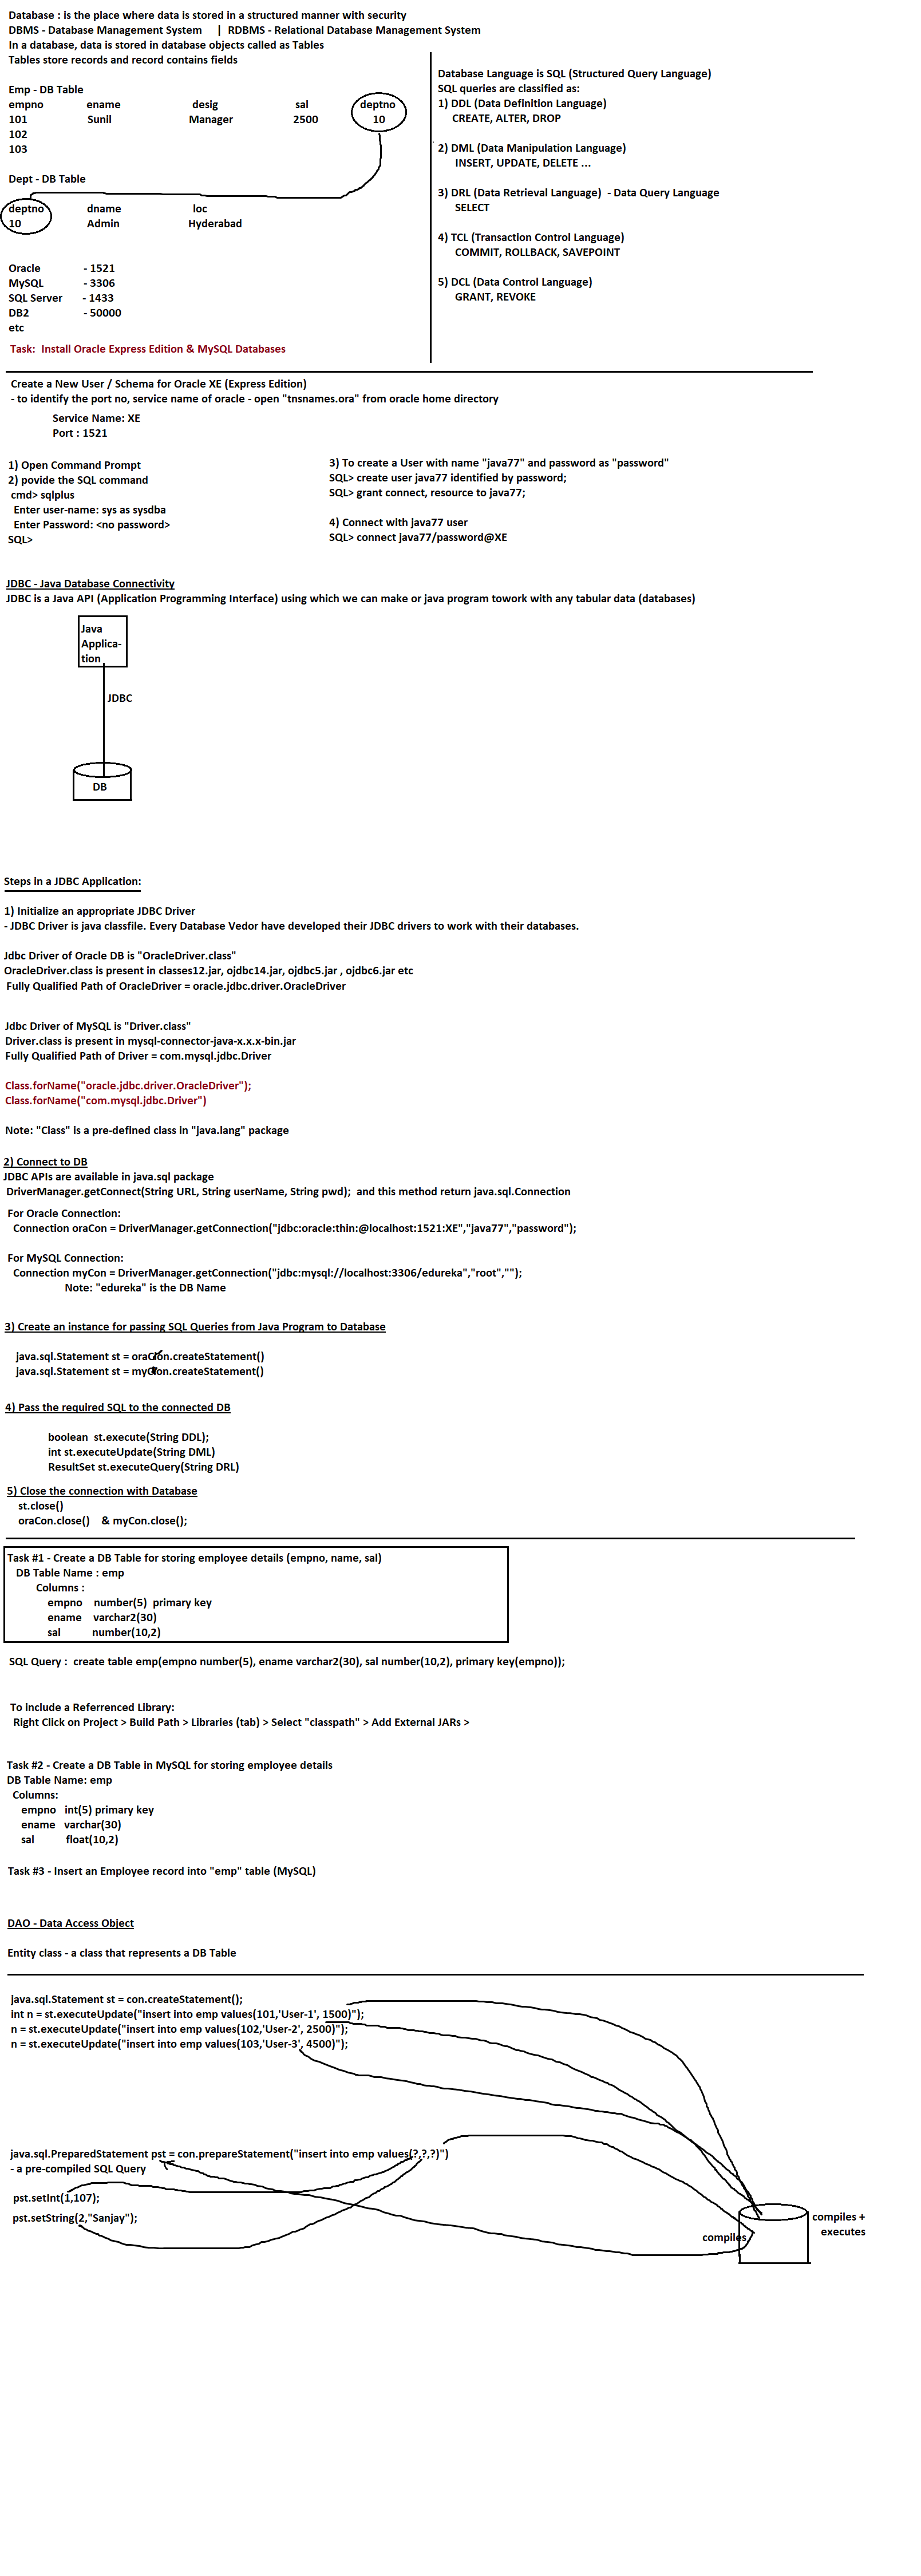 Database : is the place where data is stored in a structured manner with security
DBMS - Database Management System | RDBMS - Relational Database Management System
In a database, data is stored in database objects called as Tables
Tables store records and record contains fields
Emp - DB Table
empno ename desig sal deptno
101 Sunil Manager 2500 10
102
103
Dept - DB Table
deptno dname loc
10 Admin Hyderabad
Oracle - 1521
MySQL - 3306
SQL Server - 1433
DB2 - 50000
etc
Task: Install Oracle Express Edition & MySQL Databases
Database Language is SQL (Structured Query Language)
SQL queries are classified as:
1) DDL (Data Definition Language)
CREATE, ALTER, DROP
2) DML (Data Manipulation Language)
INSERT, UPDATE, DELETE ...
3) DRL (Data Retrieval Language) - Data Query Language
SELECT
4) TCL (Transaction Control Language)
COMMIT, ROLLBACK, SAVEPOINT
5) DCL (Data Control Language)
GRANT, REVOKE
Create a New User / Schema for Oracle XE (Express Edition)
- to identify the port no, service name of oracle - open "tnsnames.ora" from oracle home directory
Service Name: XE
Port : 1521
1) Open Command Prompt
2) povide the SQL command
cmd> sqlplus
Enter user-name: sys as sysdba
Enter Password: <no password>
SQL>
3) To create a User with name "java77" and password as "password"
SQL> create user java77 identified by password;
SQL> grant connect, resource to java77;
4) Connect with java77 user
SQL> connect java77/password@XE
JDBC - Java Database Connectivity
JDBC is a Java API (Application Programming Interface) using which we can make or java program towork with any tabular data (databases)
Java
Applica-
tion
JDBC
DB
Steps in a JDBC Application:
1) Initialize an appropriate JDBC Driver
- JDBC Driver is java classfile. Every Database Vedor have developed their JDBC drivers to work with their databases.
Jdbc Driver of Oracle DB is "OracleDriver.class"
OracleDriver.class is present in classes12.jar, ojdbc14.jar, ojdbc5.jar , ojdbc6.jar etc
Fully Qualified Path of OracleDriver = oracle.jdbc.driver.OracleDriver
Jdbc Driver of MySQL is "Driver.class"
Driver.class is present in mysql-connector-java-x.x.x-bin.jar
Fully Qualified Path of Driver = com.mysql.jdbc.Driver
Class.forName("oracle.jdbc.driver.OracleDriver");
Class.forName("com.mysql.jdbc.Driver")
Note: "Class" is a pre-defined class in "java.lang" package
2) Connect to DB
JDBC APIs are available in java.sql package
DriverManager.getConnect(String URL, String userName, String pwd); and this method return java.sql.Connection
For Oracle Connection:
Connection oraCon = DriverManager.getConnection("jdbc:oracle:thin:@localhost:1521:XE","java77","password");
For MySQL Connection:
Connection myCon = DriverManager.getConnection("jdbc:mysql://localhost:3306/edureka","root","");
Note: "edureka" is the DB Name
3) Create an instance for passing SQL Queries from Java Program to Database
java.sql.Statement st = oraCon.createStatement()
java.sql.Statement st = myCon.createStatement()
4) Pass the required SQL to the connected DB
boolean st.execute(String DDL);
int st.executeUpdate(String DML)
ResultSet st.executeQuery(String DRL)
5) Close the connection with Database
st.close()
oraCon.close() & myCon.close();
Task #1 - Create a DB Table for storing employee details (empno, name, sal)
DB Table Name : emp
Columns :
empno number(5) primary key
ename varchar2(30)
sal number(10,2)
SQL Query : create table emp(empno number(5), ename varchar2(30), sal number(10,2), primary key(empno));
To include a Referrenced Library:
Right Click on Project > Build Path > Libraries (tab) > Select "classpath" > Add External JARs >
Task #2 - Create a DB Table in MySQL for storing employee details
DB Table Name: emp
Columns:
empno int(5) primary key
ename varchar(30)
sal float(10,2)
Task #3 - Insert an Employee record into "emp" table (MySQL)
DAO - Data Access Object
Entity class - a class that represents a DB Table
java.sql.Statement st = con.createStatement();
int n = st.executeUpdate("insert into emp values(101,'User-1', 1500)");
n = st.executeUpdate("insert into emp values(102,'User-2', 2500)");
n = st.executeUpdate("insert into emp values(103,'User-3', 4500)");
java.sql.PreparedStatement pst = con.prepareStatement("insert into emp values(?,?,?)")
- a pre-compiled SQL Query
pst.setInt(1,107);
pst.setString(2,"Sanjay");
compiles
compiles +
executes